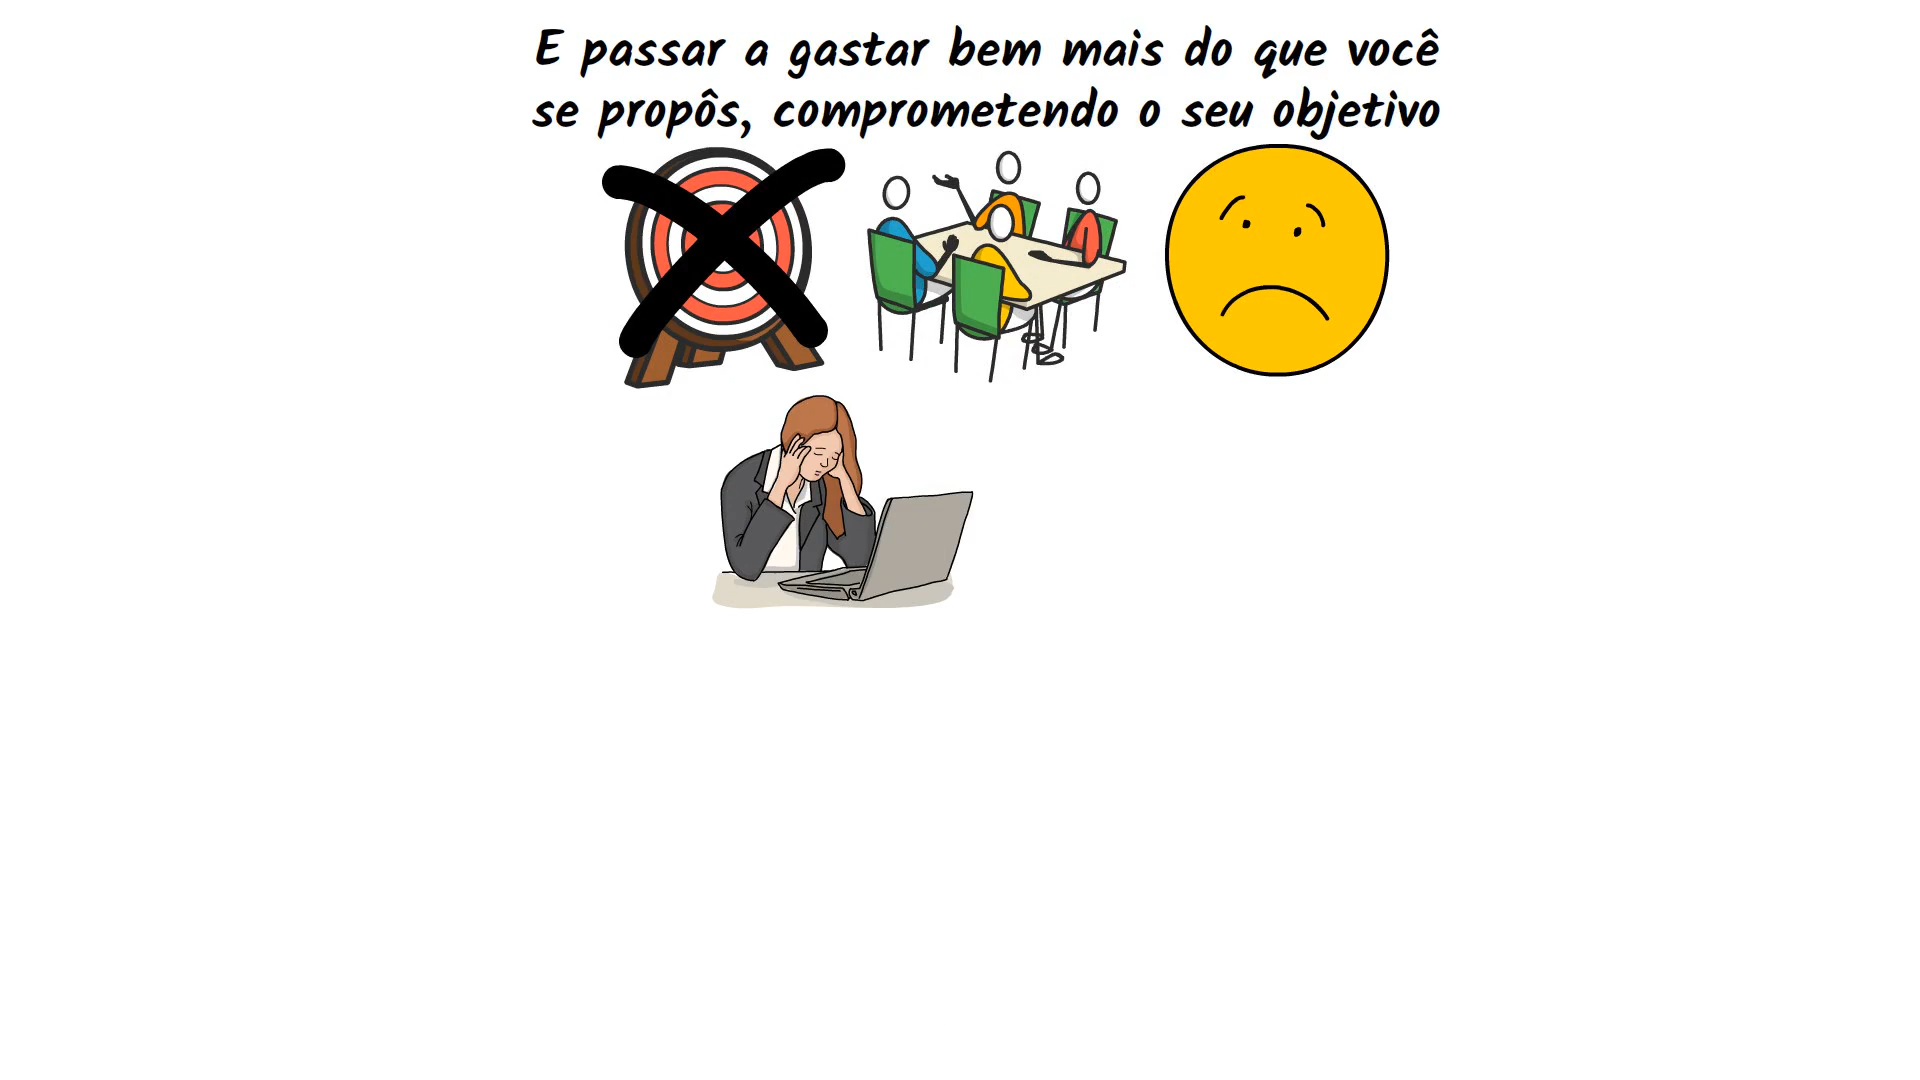 E passar a gastar bem mais do que você
se propôs, comprometendo o seu objetivo